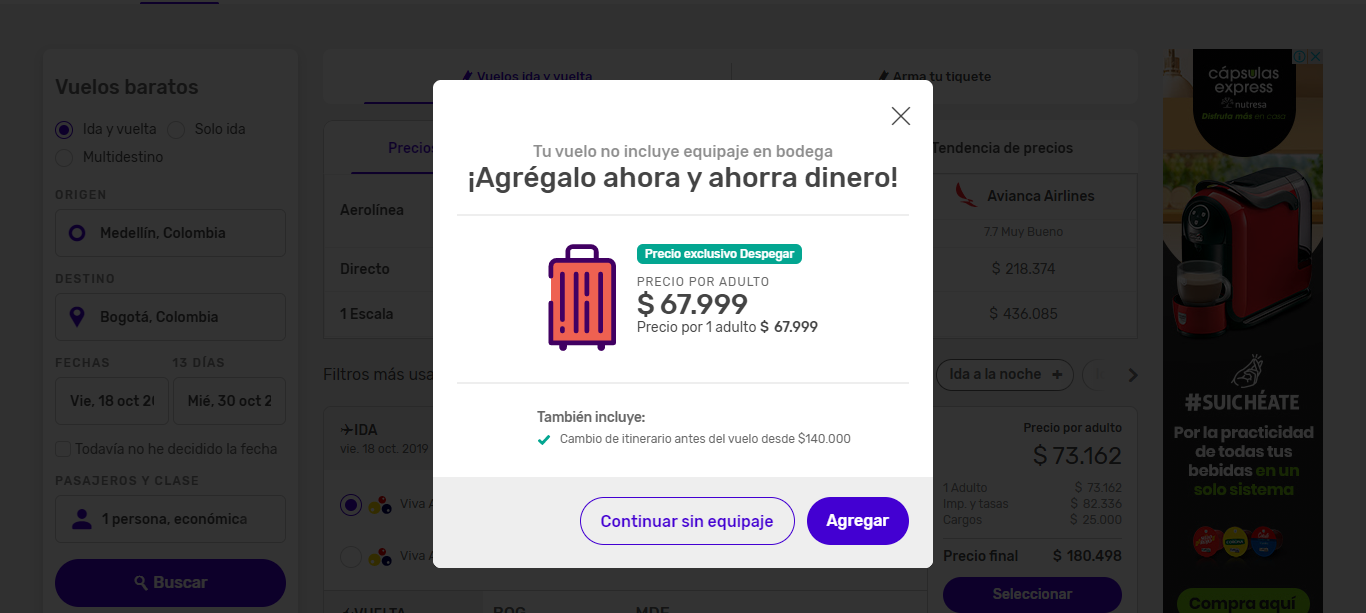 Vuelos baratos
Ida y vuelta
Solo ida
Multidestino
ORIGEN
Medellín, Colombia
DESTINO
Bogotá, Colombia
FECHAS
13 DÍAS
Vie, 18 oct 2
Mié, 30 oct 2
Todavía no he decidido la fecha
PASAJEROS Y CLASE
1 persona, económica
Buscar
Vuelos ida y vuelta
Arma tu tiquete
Precios
Tendencia de precios
Aerolínea
Avianca Airlines
7.7 Muy Bueno
Directo
$ 218.374
1 Escala
$ 436.085
Filtros más usa
Ida a la noche +
IDA
vie. 18 oct. 2019
Viva A
Viva A
VUELTA
BOG
MDE
Tu vuelo no incluye equipaje en bodega
¡Agrégalo ahora y ahorra dinero!
Precio exclusivo Despegar
PRECIO POR ADULTO
$ 67.999
Precio por 1 adulto $ 67.999
También incluye:
Cambio de itinerario antes del vuelo desde $140.000
Continuar sin equipaje
Agregar
Precio por adulto
$ 73.162
1 Adulto $ 73.162
Imp. y tasas $ 82.336
Cargos $ 25.000
Precio final $ 180.498
Seleccionar
cápsulas
express
nutresa
Disfruta más en casa
#SUICHÉATE
Por la practicidad
de todas tus
bebidas en un
solo sistema
Compra aquí